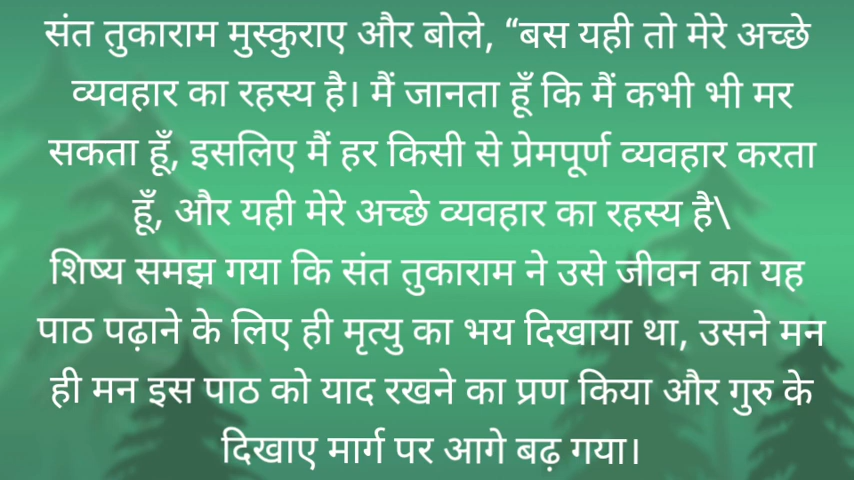 संत तुकाराम मुस्कुराए और बोले, “बस यही तो मेरे अच्छे
व्यवहार का रहस्य है। मैं जानता हूँ कि मैं कभी भी मर
सकता हूँ, इसलिए मैं हर किसी से प्रेमपूर्ण व्यवहार करता
हूँ, और यही मेरे अच्छे व्यवहार का रहस्य है\
शिष्य समझ गया कि संत तुकाराम ने उसे जीवन का यह
पाठ पढ़ाने के लिए ही मृत्यु का भय दिखाया था, उसने मन
ही मन इस पाठ को याद रखने का प्रण किया और गुरु के
दिखाए मार्ग पर आगे बढ़ गया।